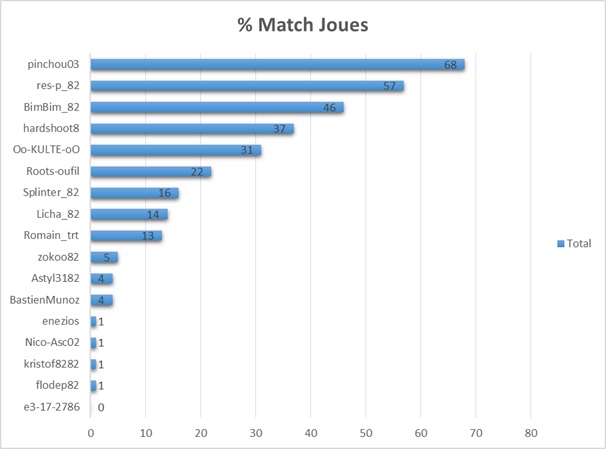 % Match Joues
pinchou03 68
res-p_82 57
BimBim_82 46
hardshoot8 37
Oo-KULTE-oO 31
Roots-oufil 22
Splinter_82 16
Licha_82 14
Romain_trt 13
zokoo82 5
Total
Astyl3182 4
BastienMunoz 4
enezios 1
Nico-Asc02 1
kristof8282 1
flodep82 1
e3-17-2786 0
0 10 20 30 40 50 60 70 80